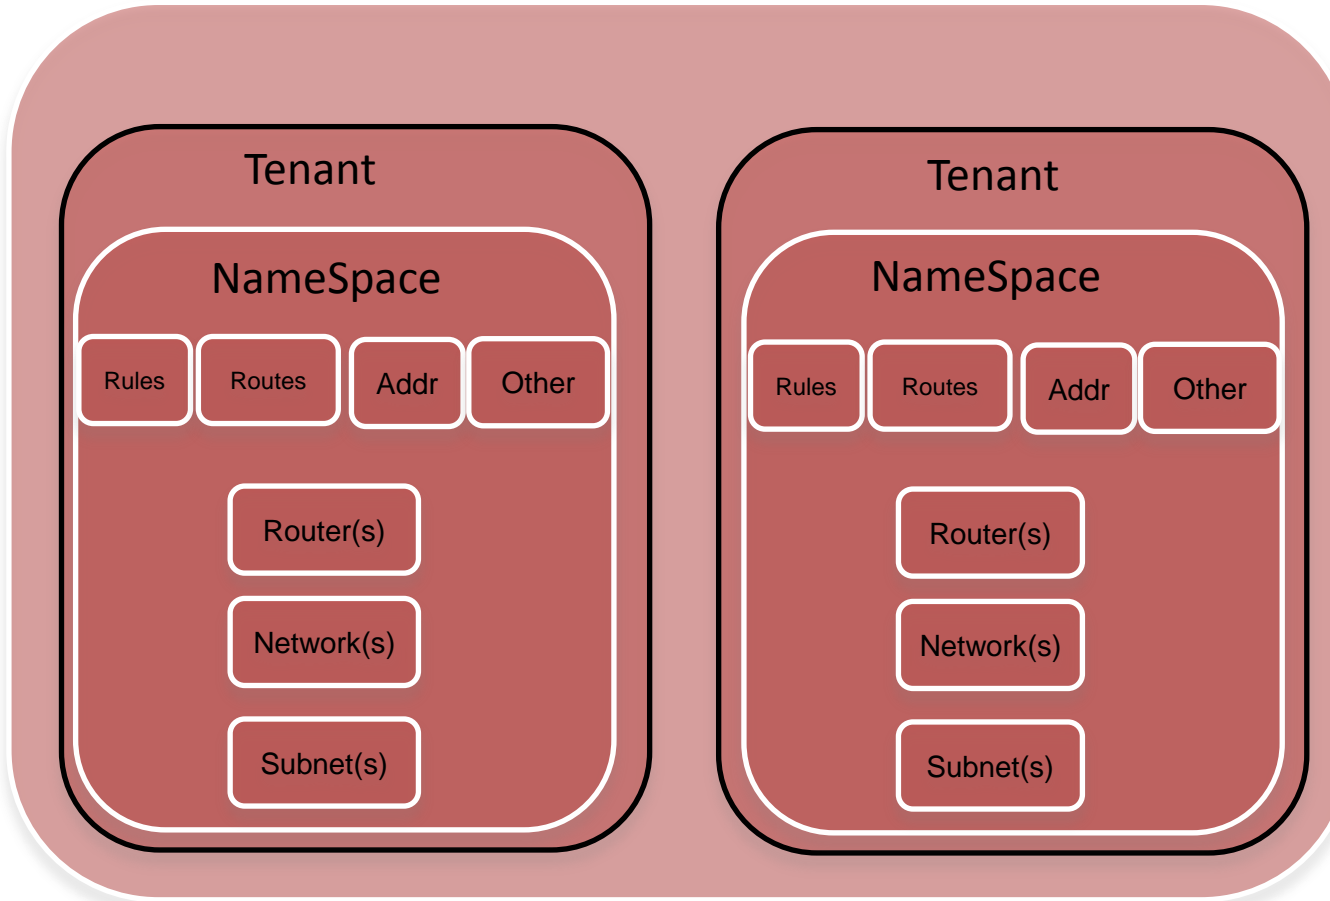 Tenant
NameSpace
Rules Routes Addr Other
Router(s)
Network(s)
Subnet(s)
Tenant
NameSpace
Rules Routes Addr Other
Router(s)
Network(s)
Subnet(s)